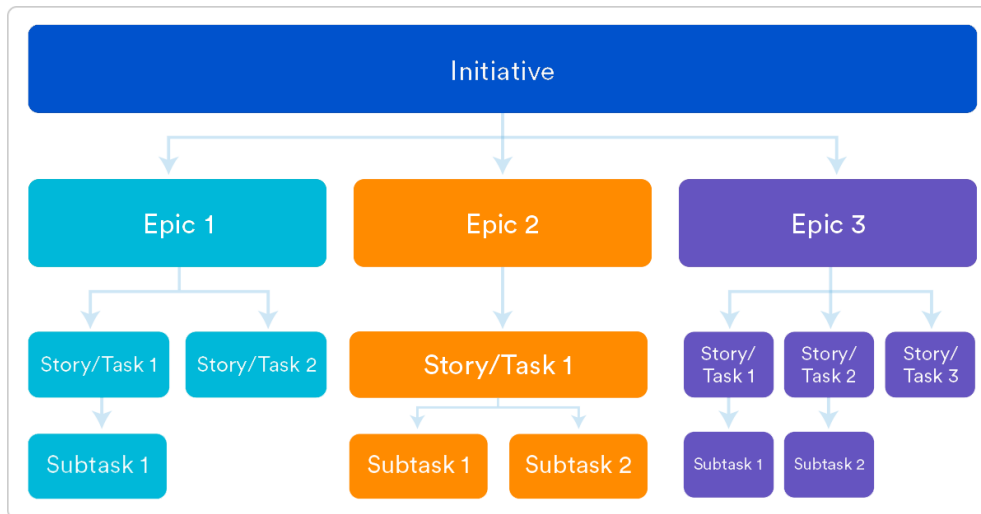 Initiative
Epic 1
Epic 2
Epic 3
Story/Task 1
Story/Task 2
Story/Task 1
Story/
Task 1
Story/
Task 2
Story/
Task 3
Subtask 1
Subtask 1
Subtask 2
Subtask 1
Subtask 2